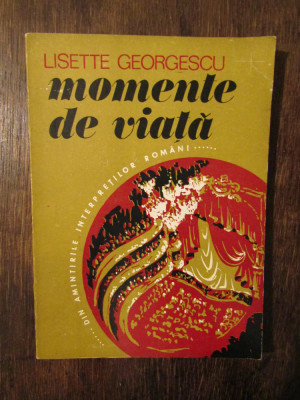 LISETTE GEORGESCU
momente
de viață
......DIN AMINTIRILE INTERPREȚILOR ROMÂNI......